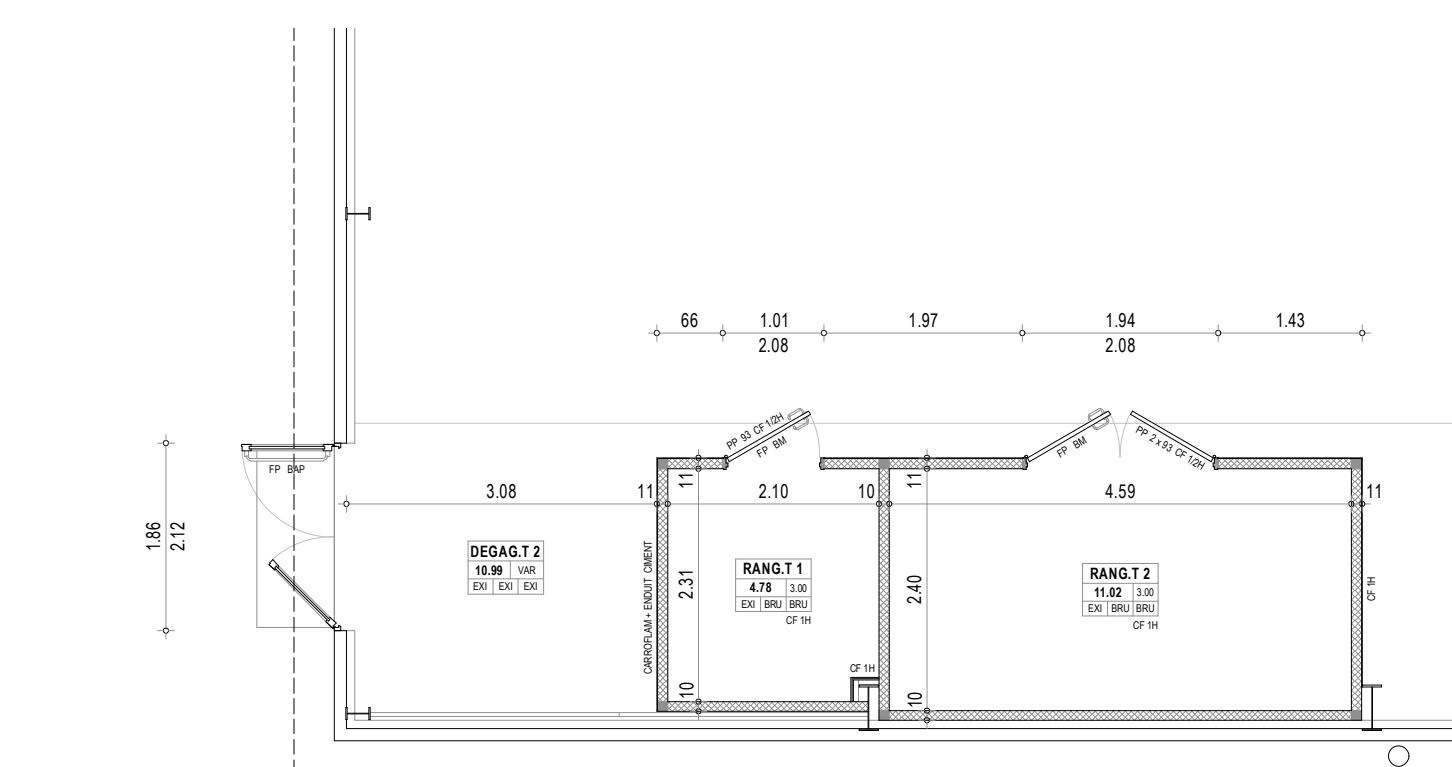 66 1.01 1.97 1.94 1.43
2.08 2.08
PP 93 CF 1/2H
FP BM
FP BM
PP 2 x 93 CF 1/2H
FP BAP
1.86
2.12
3.08 11 2.10 10 4.59 11
11
11
DEGAG.T 2
10.99 VAR
EXI EXI EXI
CARROFLAM + ENDUIT CIMENT
2.31
RANG.T 1
4.78 3.00
EXI BRU BRU
CF 1H
2.40
RANG.T 2
11.02 3.00
EXI BRU BRU
CF 1H
CF 1H
CF 1H
10
10